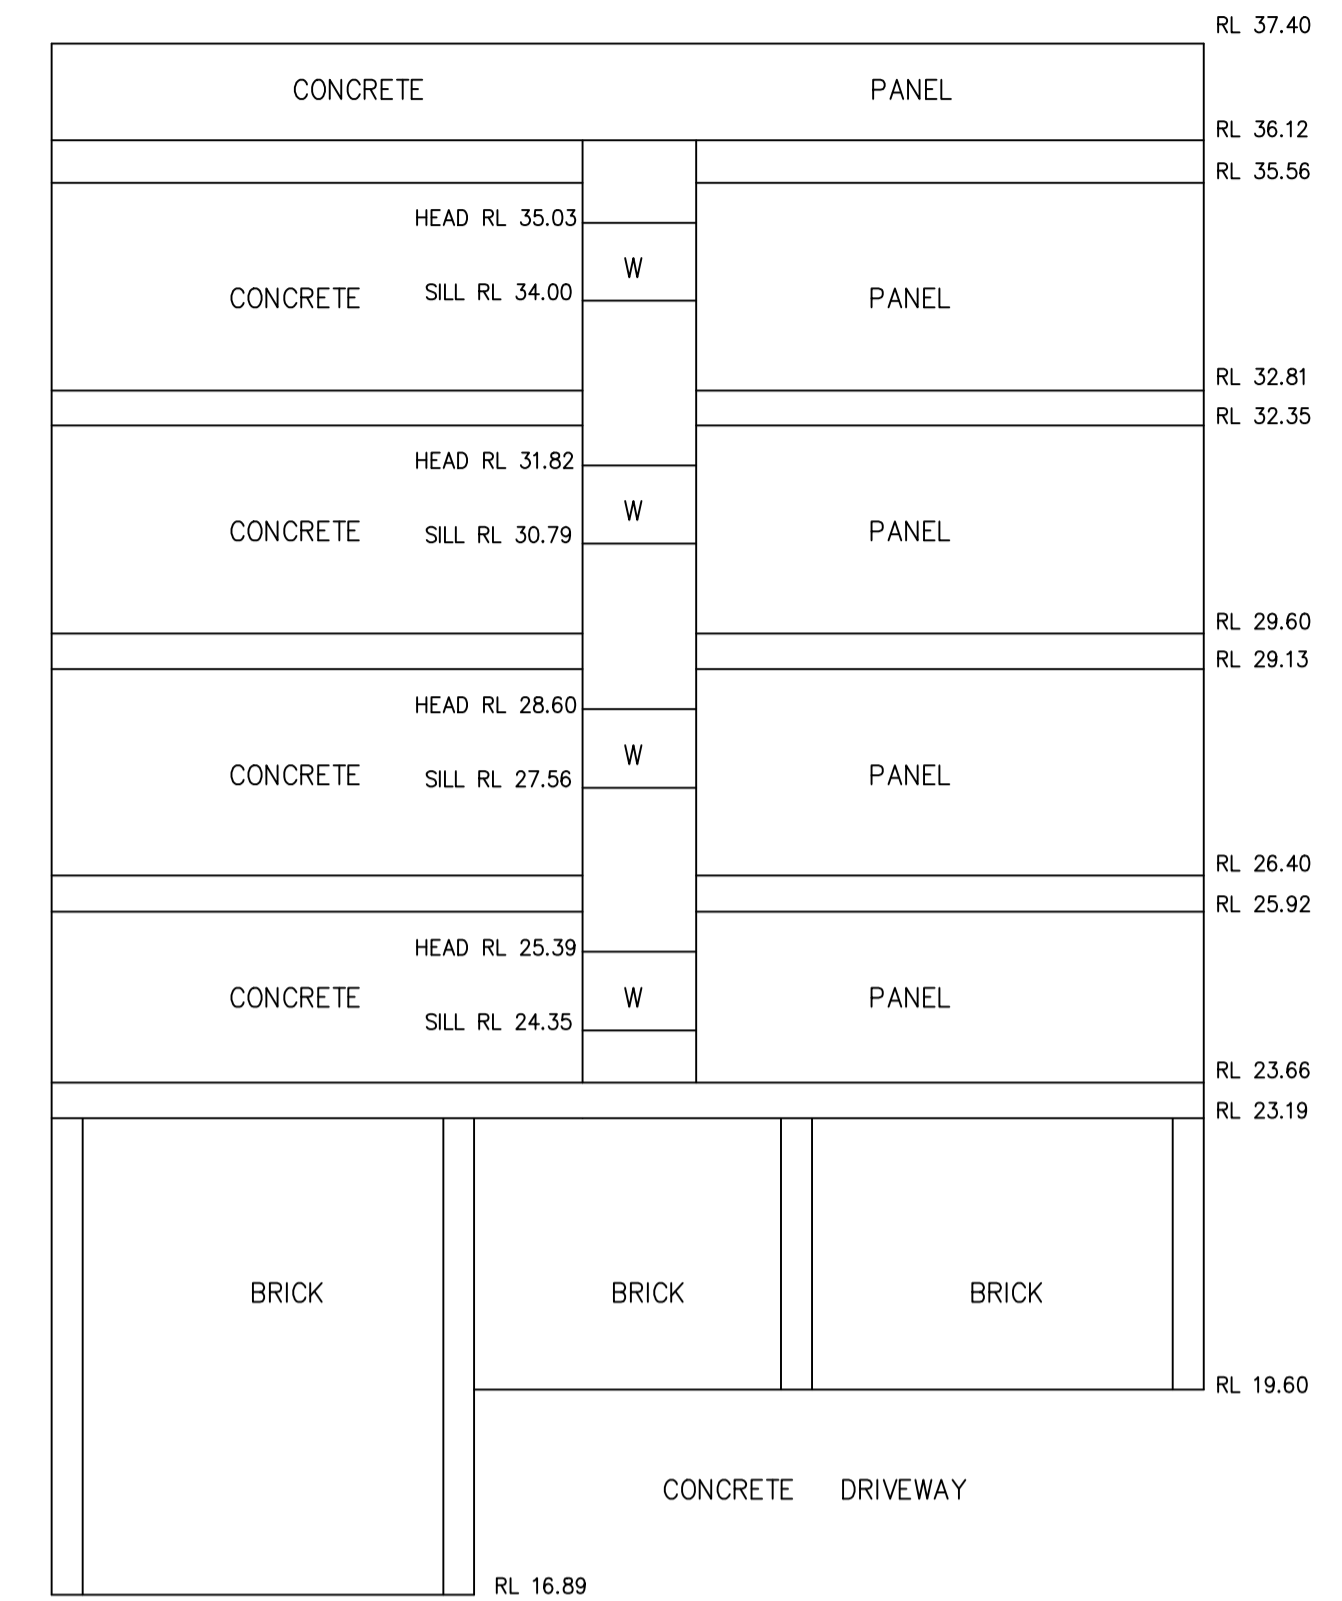 RL 37.40
CONCRETE PANEL
RL 36.12
RL 35.56
HEAD RL 35.03
W
SILL RL 34.00
CONCRETE PANEL
RL 32.81
RL 32.35
HEAD RL 31.82
W
CONCRETE PANEL
SILL RL 30.79
RL 29.60
RL 29.13
HEAD RL 28.60
W
CONCRETE PANEL
SILL RL 27.56
RL 26.40
RL 25.92
HEAD RL 25.39
CONCRETE W PANEL
SILL RL 24.35
RL 23.66
RL 23.19
BRICK BRICK BRICK
RL 19.60
CONCRETE DRIVEWAY
RL 16.89